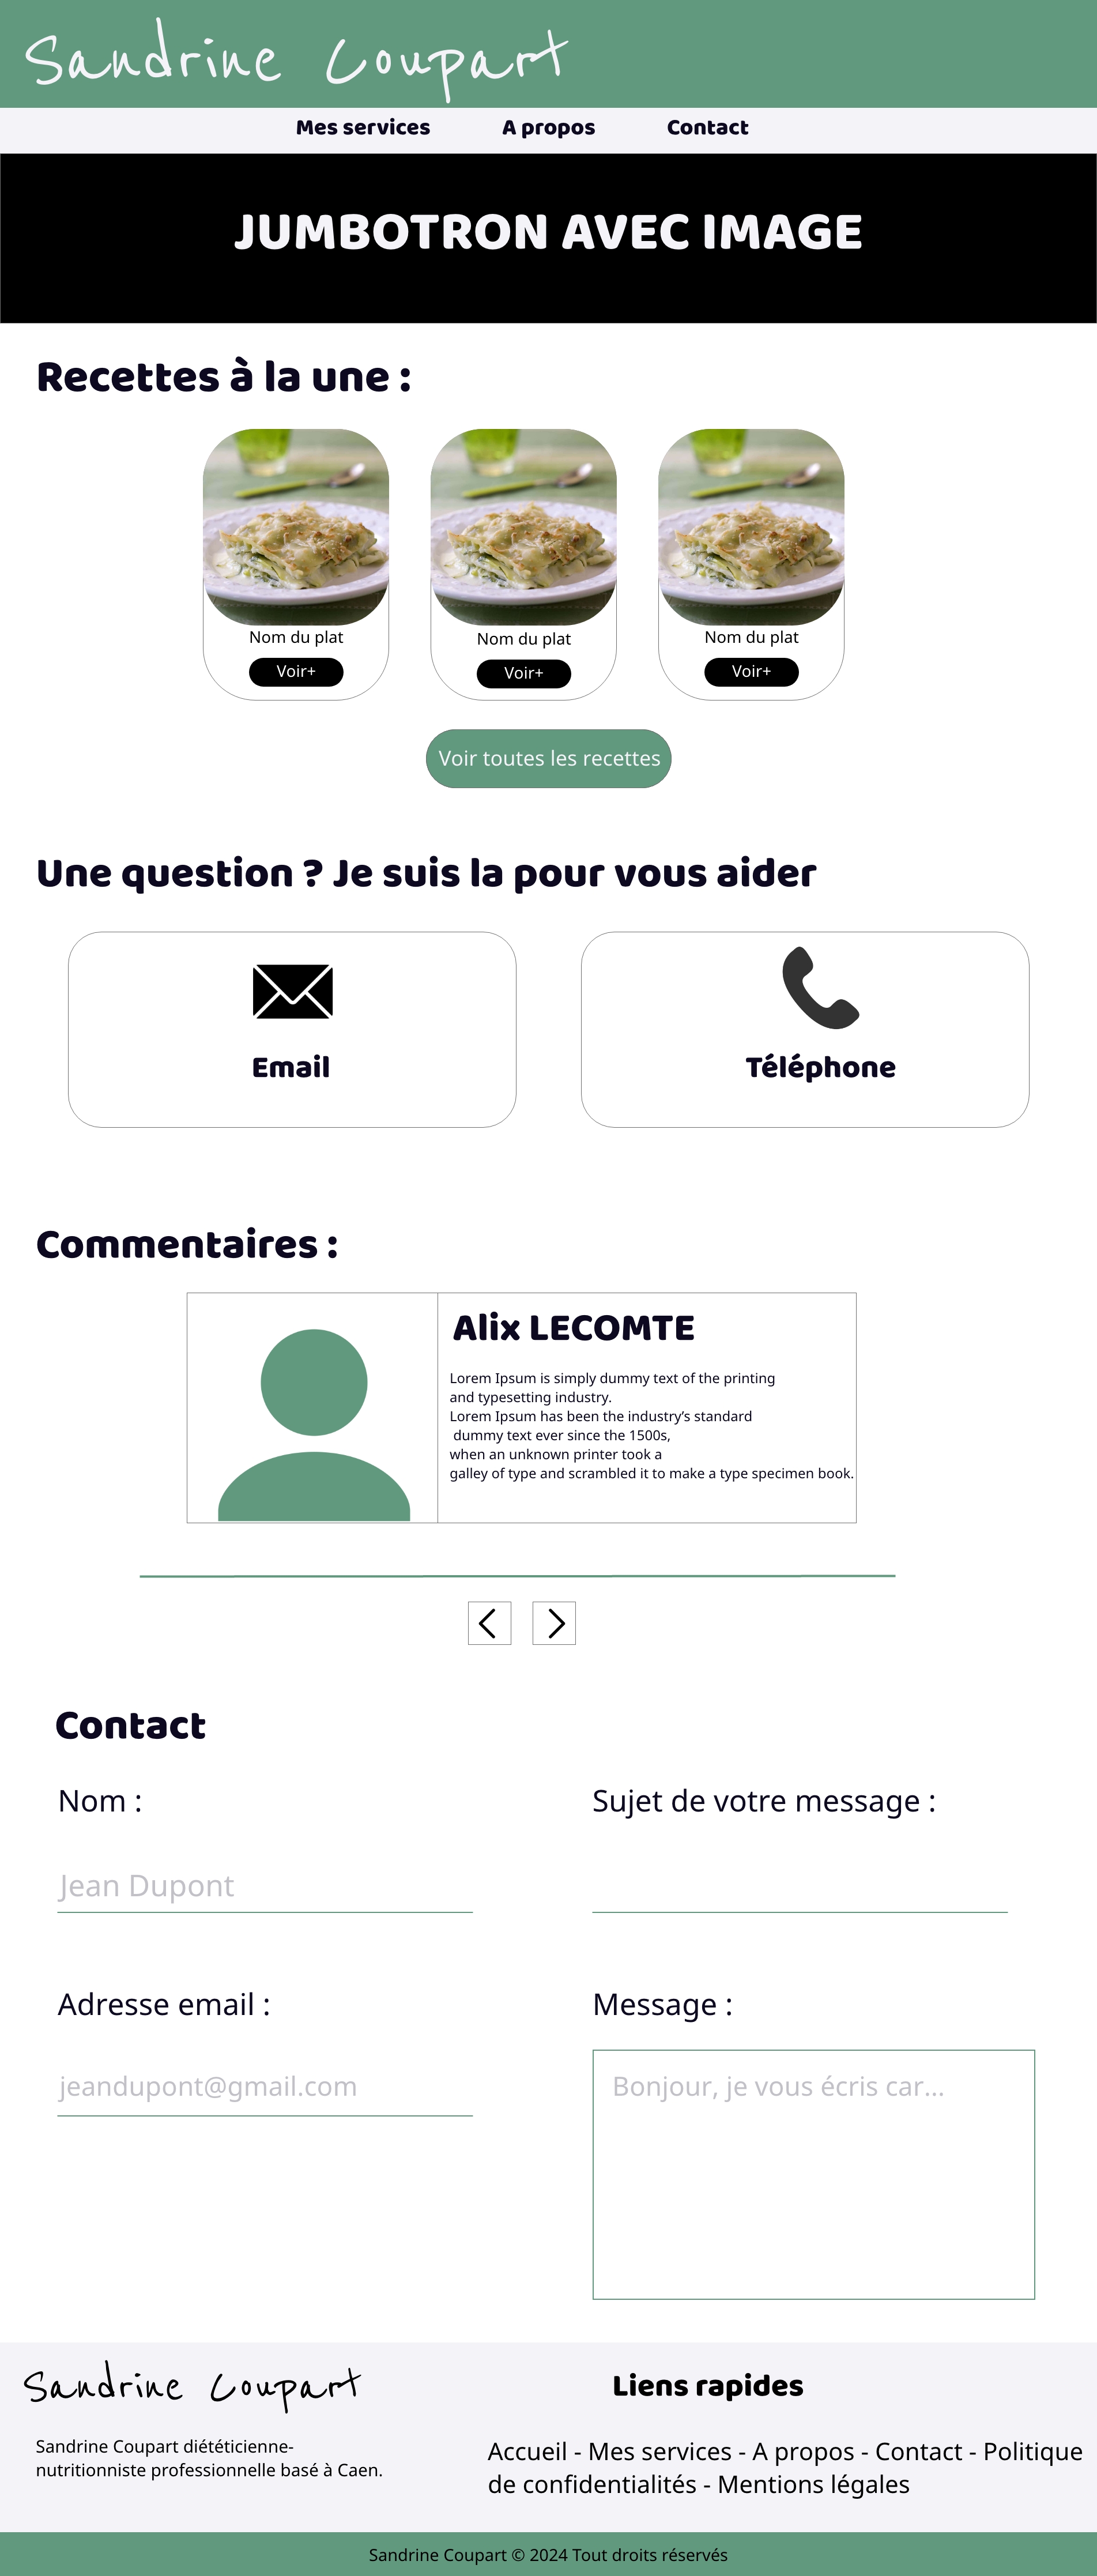 Sandrine Coupart
Mes services A propos Contact
JUMBOTRON AVEC IMAGE
Recettes à la une :
Nom du plat Nom du plat Nom du plat
Voir+ Voir+ Voir+
Voir toutes les recettes
Une question ? Je suis la pour vous aider
Email Téléphone
Commentaires :
Alix LECOMTE
Lorem Ipsum is simply dummy text of the printing
and typesetting industry.
Lorem Ipsum has been the industry’s standard
dummy text ever since the 1500s,
when an unknown printer took a
galley of type and scrambled it to make a type specimen book.
Contact
Nom :
Jean Dupont
Sujet de votre message :
Adresse email :
jeandupont@gmail.com
Message :
Bonjour, je vous écris car...
Sandrine Coupart
Sandrine Coupart diététicienne-
nutritionniste professionnelle basé à Caen.
Liens rapides
Accueil - Mes services - A propos - Contact - Politique
de confidentialités - Mentions légales
Sandrine Coupart © 2024 Tout droits réservés